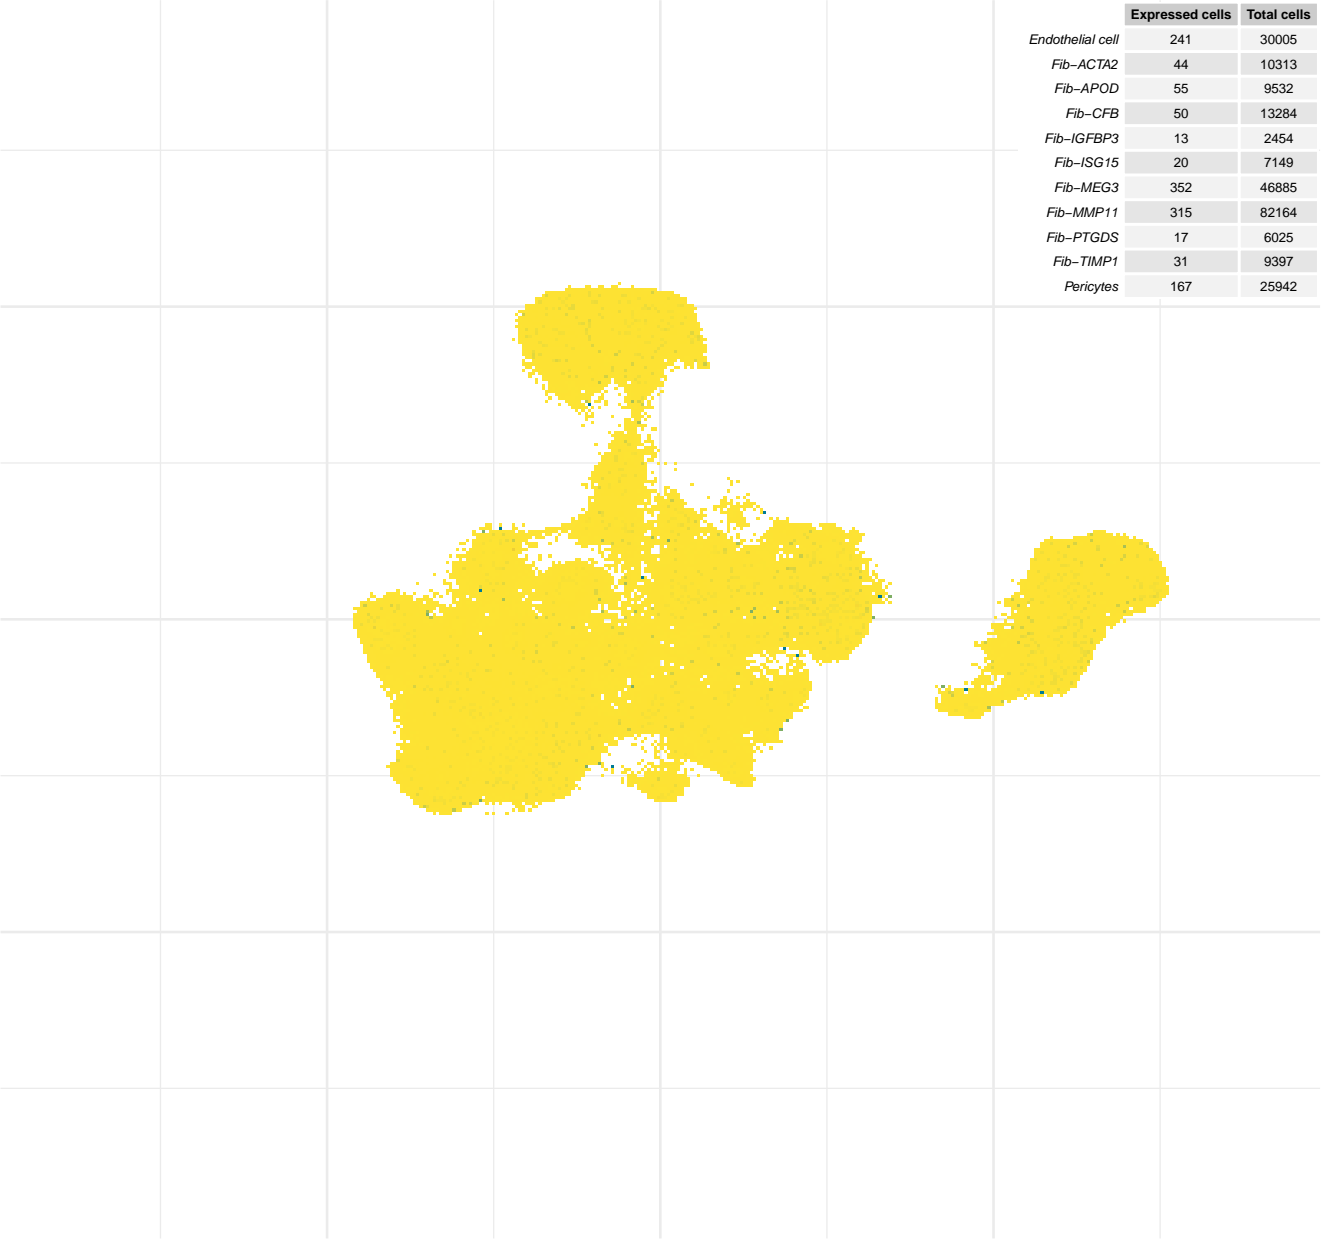 Expressed cells Total cells
Endothelial cell 241 30005
Fib−ACTA2 44 10313
Fib−APOD 55 9532
Fib−CFB 50 13284
Fib−IGFBP3 13 2454
Fib−ISG15 20 7149
Fib−MEG3 352 46885
Fib−MMP11 315 82164
Fib−PTGDS 17 6025
Fib−TIMP1 31 9397
Pericytes 167 25942